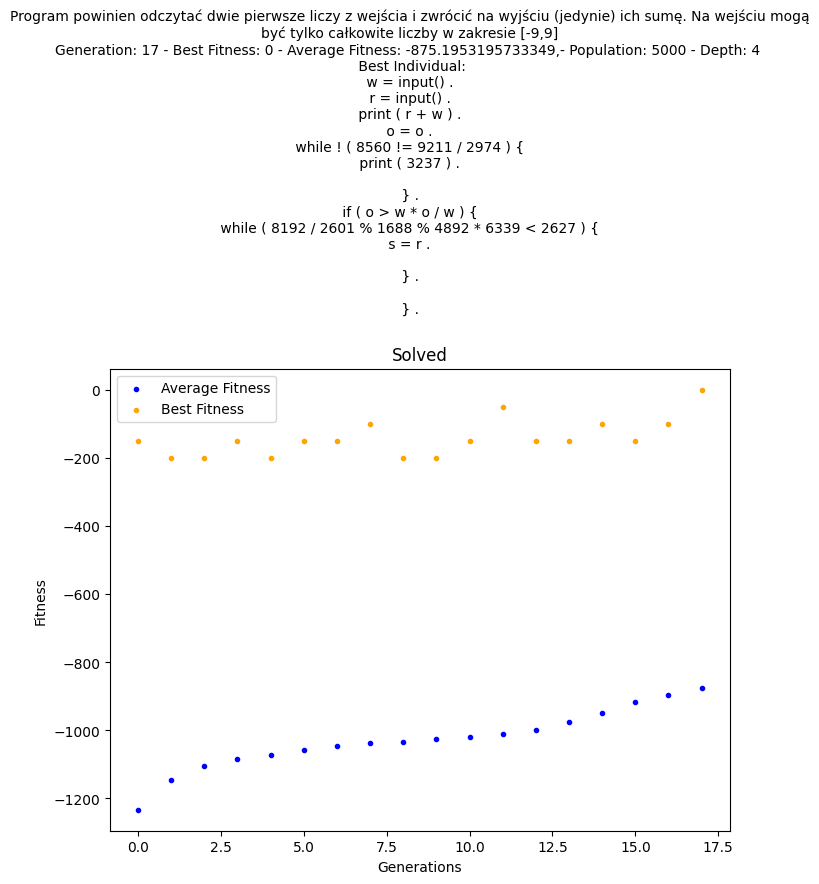 Program powinien odczytać dwie pierwsze liczy z wejścia i zwrócić na wyjściu (jedynie) ich sumę. Na wejściu mogą
być tylko całkowite liczby w zakresie [-9,9]
Generation: 17 - Best Fitness: 0 - Average Fitness: -875.1953195733349,- Population: 5000 - Depth: 4
Best Individual:
w = input() .
r = input() .
print ( r + w ) .
o = o .
while ! ( 8560 != 9211 / 2974 ) {
print ( 3237 ) .
} .
if ( o > w * o / w ) {
while ( 8192 / 2601 % 1688 % 4892 * 6339 < 2627 ) {
s = r .
} .
} .
Solved
Average Fitness
Best Fitness
0
−200
−400
−600
−800
−1000
−1200
Fitness
0.0 2.5 5.0 7.5 10.0 12.5 15.0 17.5
Generations